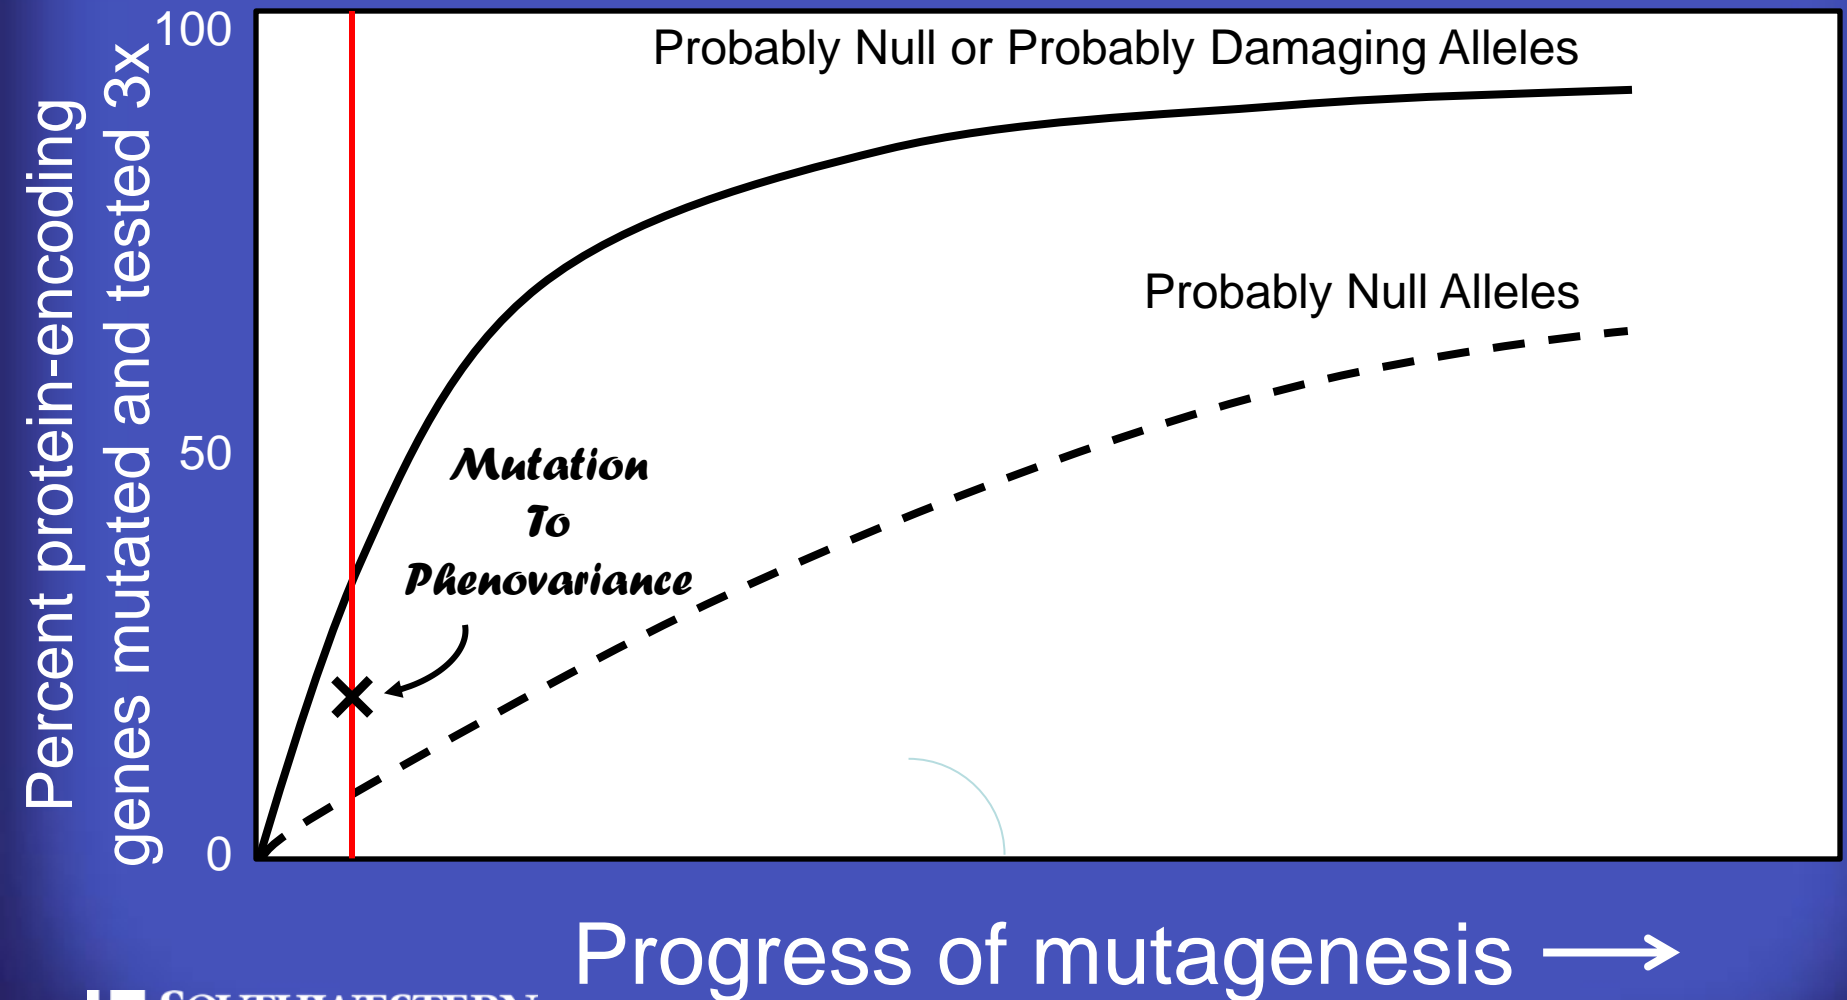 Percent protein-encoding
genes mutated and tested 3x
100
50
0
Probably Null or Probably Damaging Alleles
Probably Null Alleles
Mutation
To
Phenovariance
Progress of mutagenesis
SOUTHWESTERN